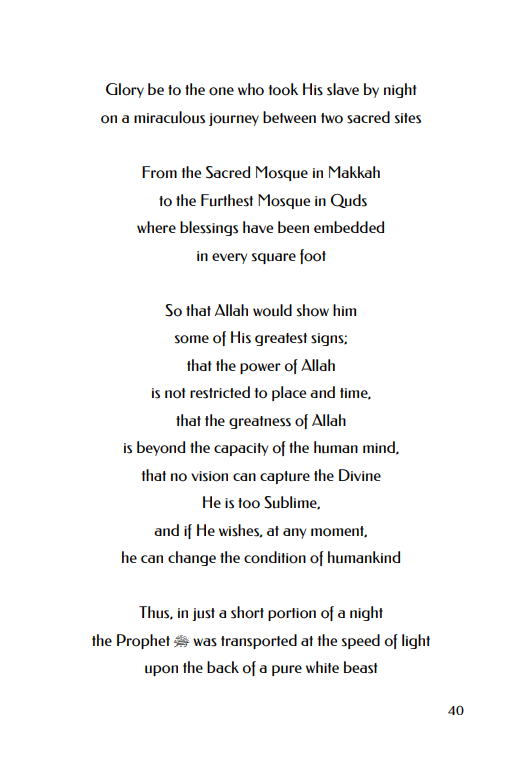 Glory be to the one who took His slave by night
on a miraculous journey between two sacred sites
From the Sacred Mosque in Makkah
to the Furthest Mosque in Quds
where blessings have been embedded
in every square foot
So that Allah would show him
some of His greatest signs;
that the power of Allah
is not restricted to place and time,
that the greatness of Allah
is beyond the capacity of the human mind,
that no vision can capture the Divine
He is too Sublime,
and if He wishes, at any moment,
he can change the condition of humankind
Thus, in just a short portion of a night
the Prophet ﷺ was transported at the speed of light
upon the back of a pure white beast
40